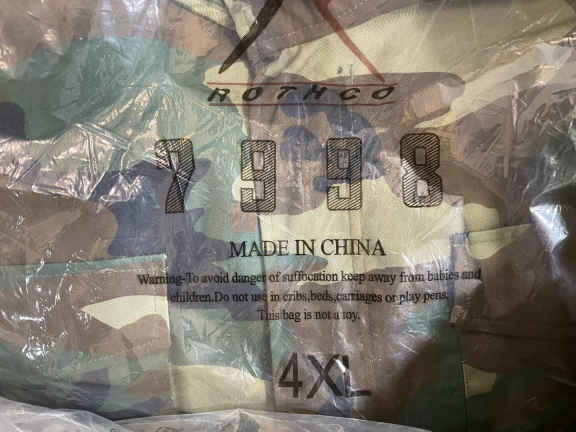 ROTHCO
7998
MADE IN CHINA
Warning-To avoid danger of suffocation keep away from babies and
children.Do not use in cribs,beds,carriages or play pens.
This bag is not a toy.
4XL